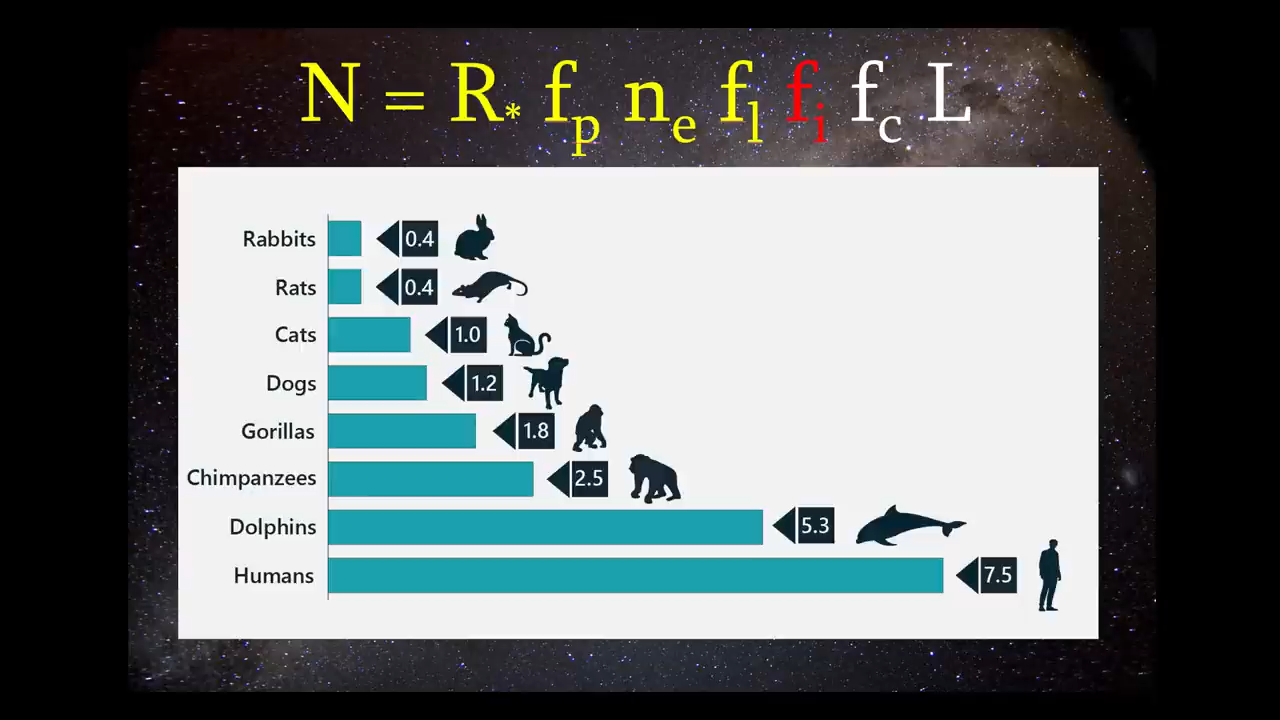 N = R* fp ne fl fi fc L
Rabbits 0.4
Rats 0.4
Cats 1.0
Dogs 1.2
Gorillas 1.8
Chimpanzees 2.5
Dolphins 5.3
Humans 7.5